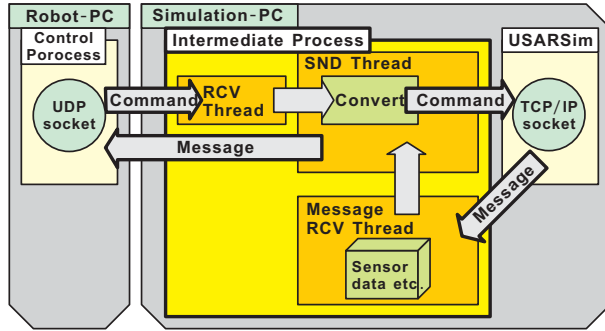 Robot-PC
Simulation-PC
Control
Porocess
Intermediate Process
USARSim
SND Thread
UDP
socket
Command
RCV
Thread
Convert
Command
TCP/IP
socket
Message
Message
Message
RCV Thread
Sensor
data etc.